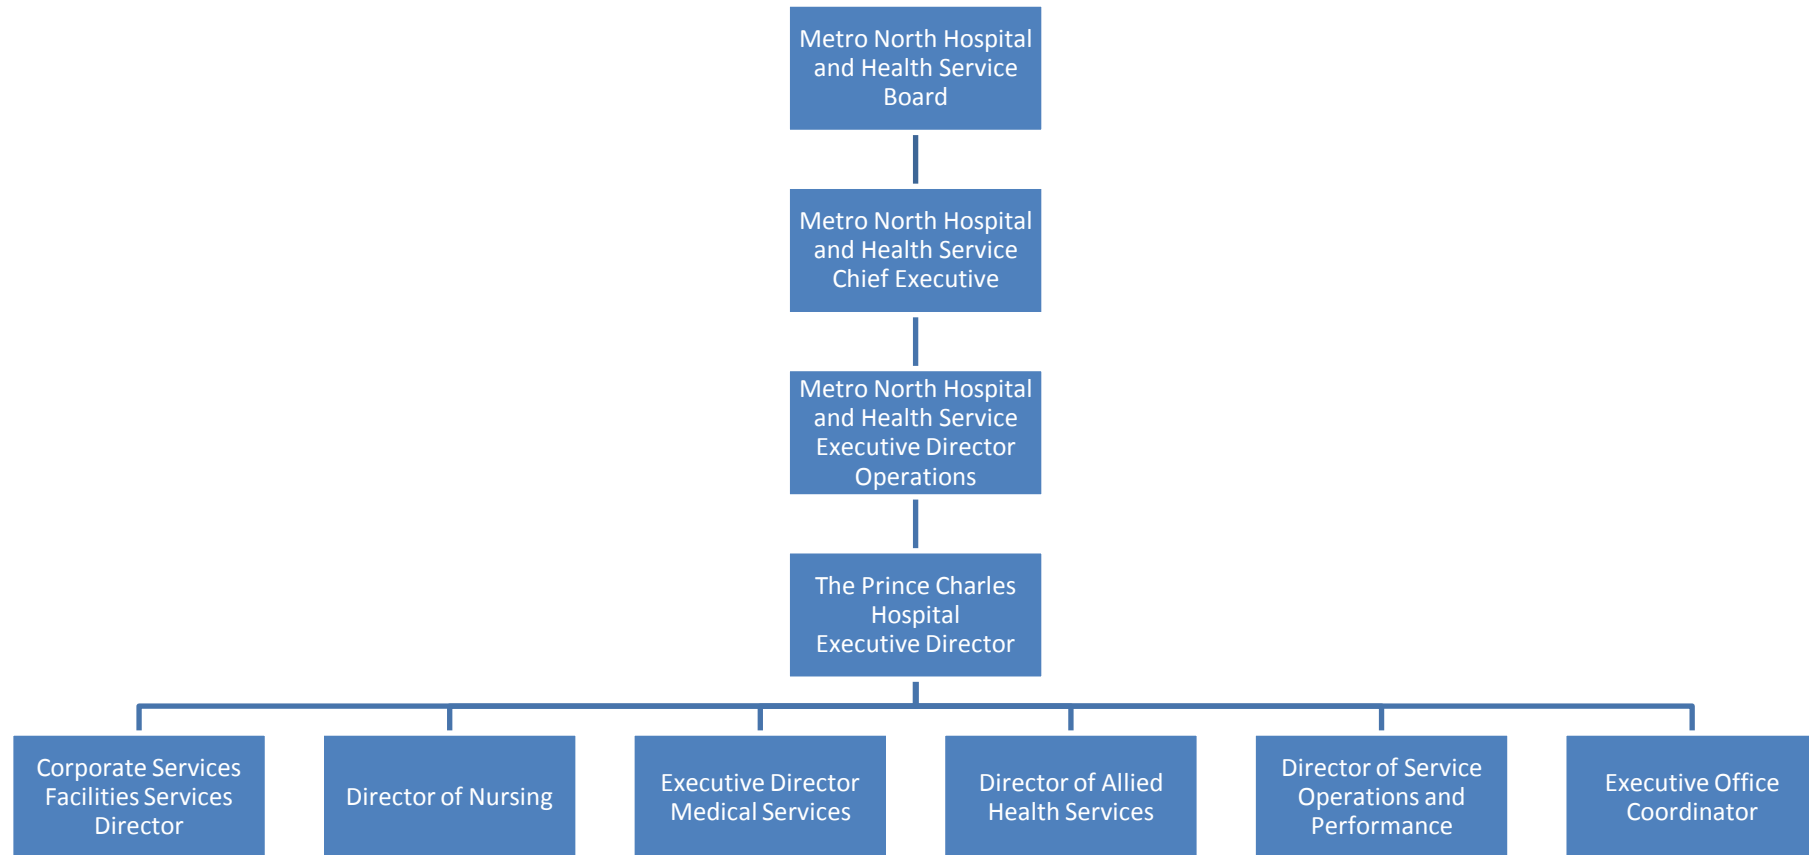 Metro North Hospital
and Health Service
Board
Metro North Hospital
and Health Service
Chief Executive
Metro North Hospital
and Health Service
Executive Director
Operations
The Prince Charles
Hospital
Executive Director
Corporate Services
Facilities Services
Director
Director of Nursing
Executive Director
Medical Services
Director of Allied
Health Services
Director of Service
Operations and
Performance
Executive Office
Coordinator